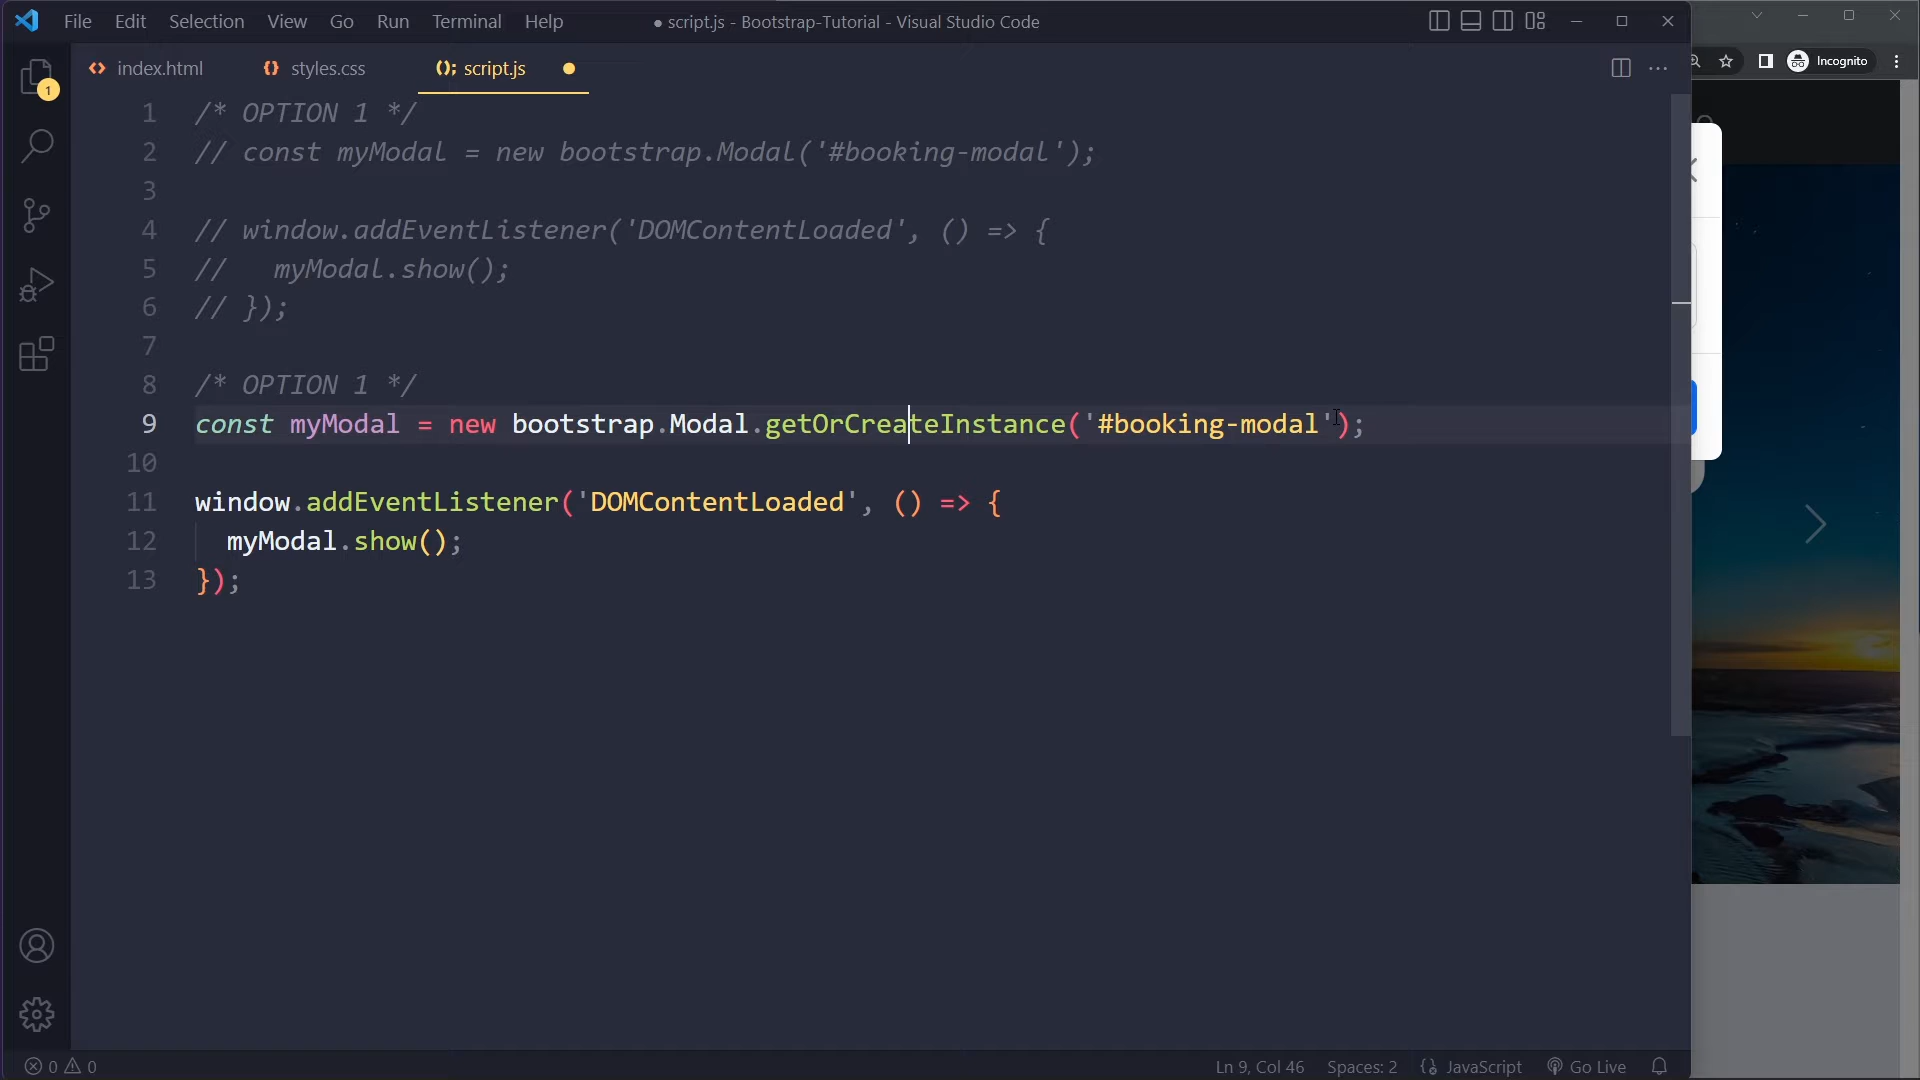 File Edit Selection View Go Run Terminal Help
● script.js - Bootstrap-Tutorial - Visual Studio Code
index.html
styles.css
script.js
Incognito
1
1 /* OPTION 1 */
2 // const myModal = new bootstrap.Modal('#booking-modal');
3
4 // window.addEventListener('DOMContentLoaded', () => {
5 //   myModal.show();
6 // });
7
8 /* OPTION 1 */
9 const myModal = new bootstrap.Modal.getOrCreateInstance('#booking-modal');
10
11 window.addEventListener('DOMContentLoaded', () => {
12   myModal.show();
13 });
0 0
Ln 9, Col 46 Spaces: 2 JavaScript Go Live